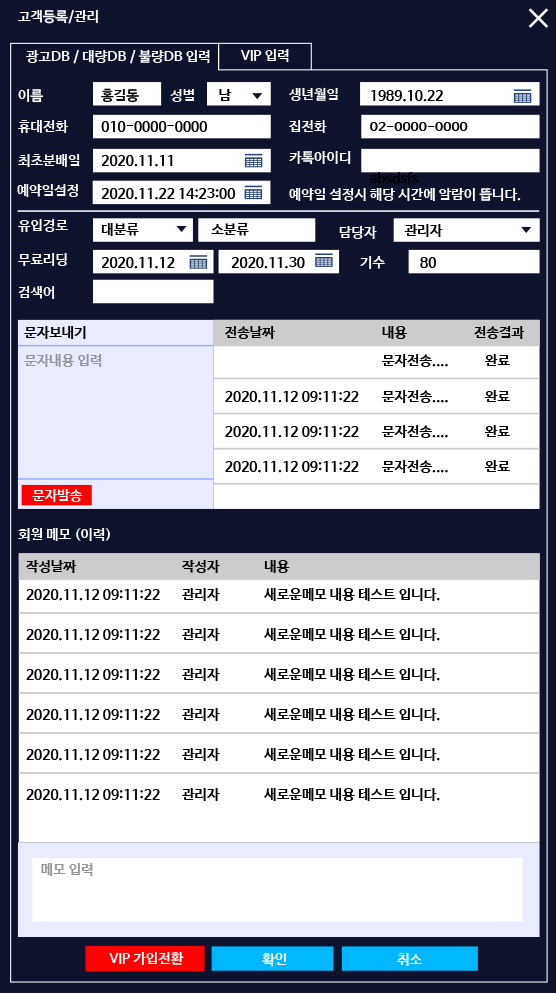 고객등록/관리
광고DB / 대량DB / 불량DB 입력 VIP 입력
이름 홍길동 성별 남 생년월일 1989.10.22
휴대전화 010-0000-0000 집전화 02-0000-0000
최초분배일 2020.11.11 카톡아이디
absdsfs
예약일설정 2020.11.22 14:23:00 예약일 설정시 해당 시간에 알람이 뜹니다.
유입경로 대분류 소분류 담당자 관리자
무료리딩 2020.11.12 2020.11.30 기수 80
검색어
문자보내기 전송날짜 내용 전송결과
문자내용 입력 문자전송.... 완료
2020.11.12 09:11:22 문자전송.... 완료
2020.11.12 09:11:22 문자전송.... 완료
2020.11.12 09:11:22 문자전송.... 완료
문자발송
회원 메모 (이력)
작성날짜 작성자 내용
2020.11.12 09:11:22 관리자 새로운메모 내용 테스트 입니다.
2020.11.12 09:11:22 관리자 새로운메모 내용 테스트 입니다.
2020.11.12 09:11:22 관리자 새로운메모 내용 테스트 입니다.
2020.11.12 09:11:22 관리자 새로운메모 내용 테스트 입니다.
2020.11.12 09:11:22 관리자 새로운메모 내용 테스트 입니다.
2020.11.12 09:11:22 관리자 새로운메모 내용 테스트 입니다.
메모 입력
VIP 가입전환 확인 취소